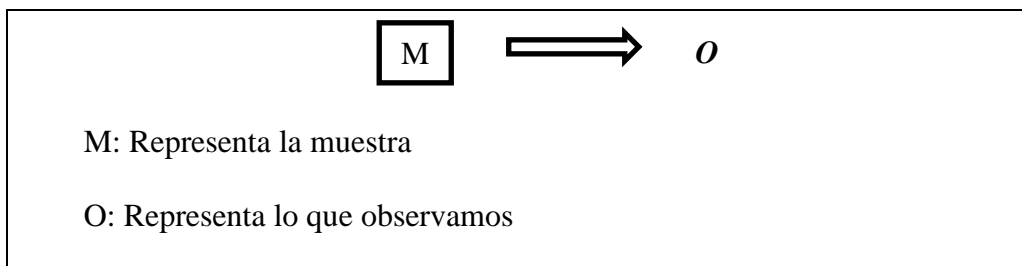 M O
M: Representa la muestra
O: Representa lo que observamos